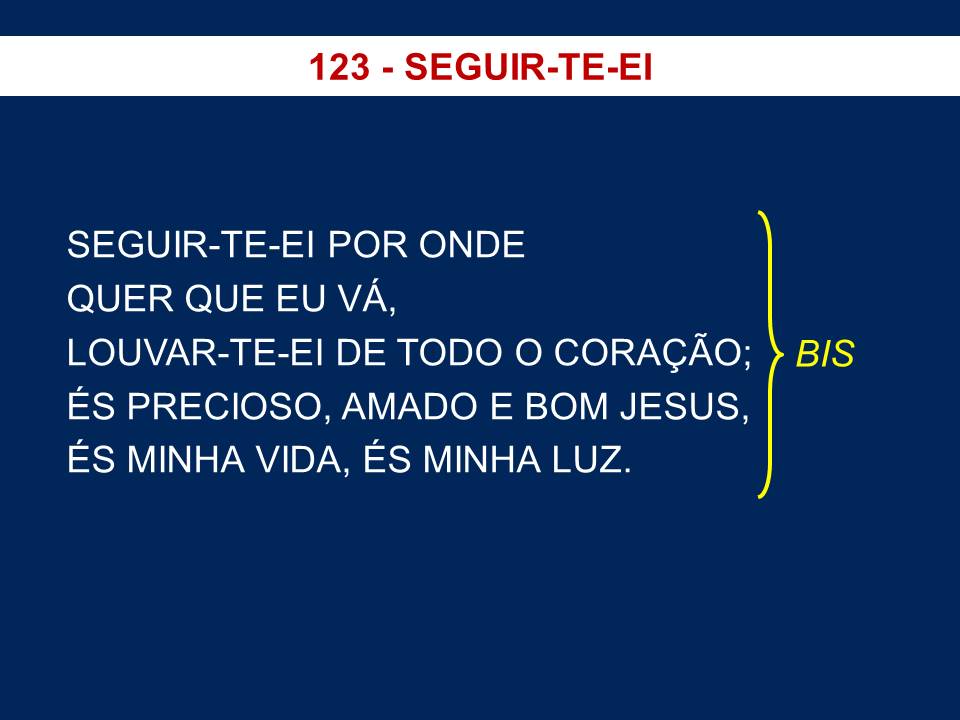 123 - SEGUIR-TE-EI
SEGUIR-TE-EI POR ONDE
QUER QUE EU VÁ,
LOUVAR-TE-EI DE TODO O CORAÇÃO;
ÉS PRECIOSO, AMADO E BOM JESUS,
ÉS MINHA VIDA, ÉS MINHA LUZ.
BIS